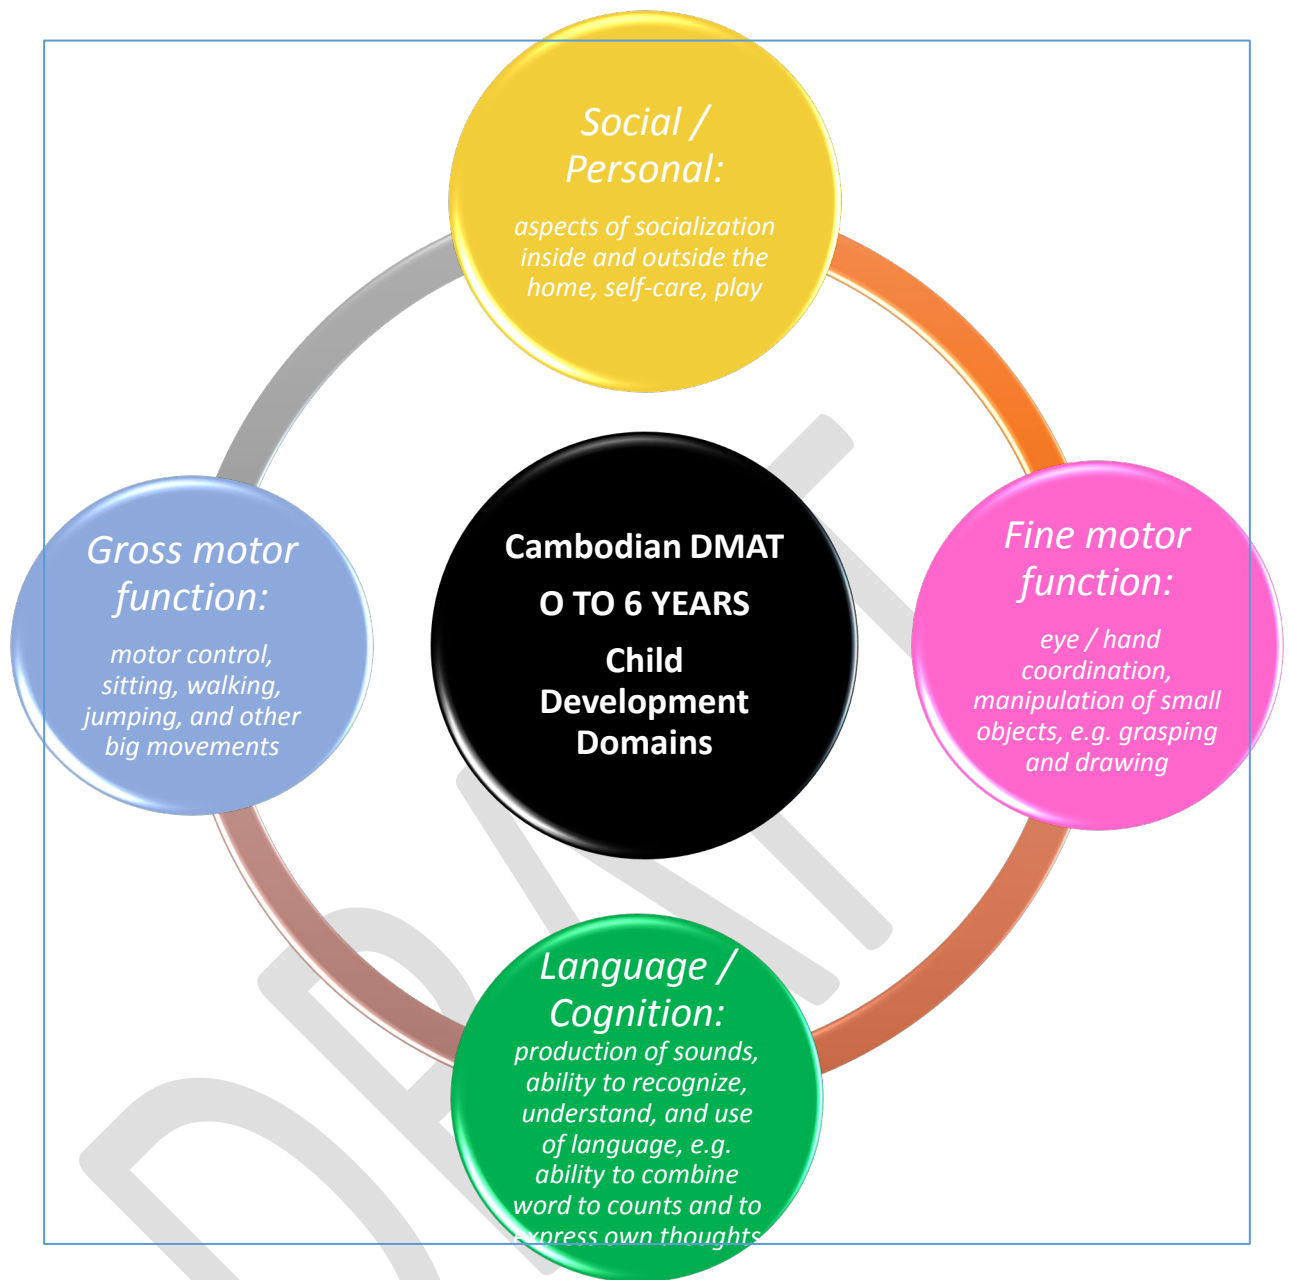 Social /
Personal:
aspects of socialization
inside and outside the
home, self-care, play
Gross motor
function:
motor control,
sitting, walking,
jumping, and other
big movements
Cambodian DMAT
O TO 6 YEARS
Child
Development
Domains
Fine motor
function:
eye / hand
coordination,
manipulation of small
objects, e.g. grasping
and drawing
Language /
Cognition:
production of sounds,
ability to recognize,
understand, and use
of language, e.g.
ability to combine
word to counts and to
express own thoughts
DRAFT